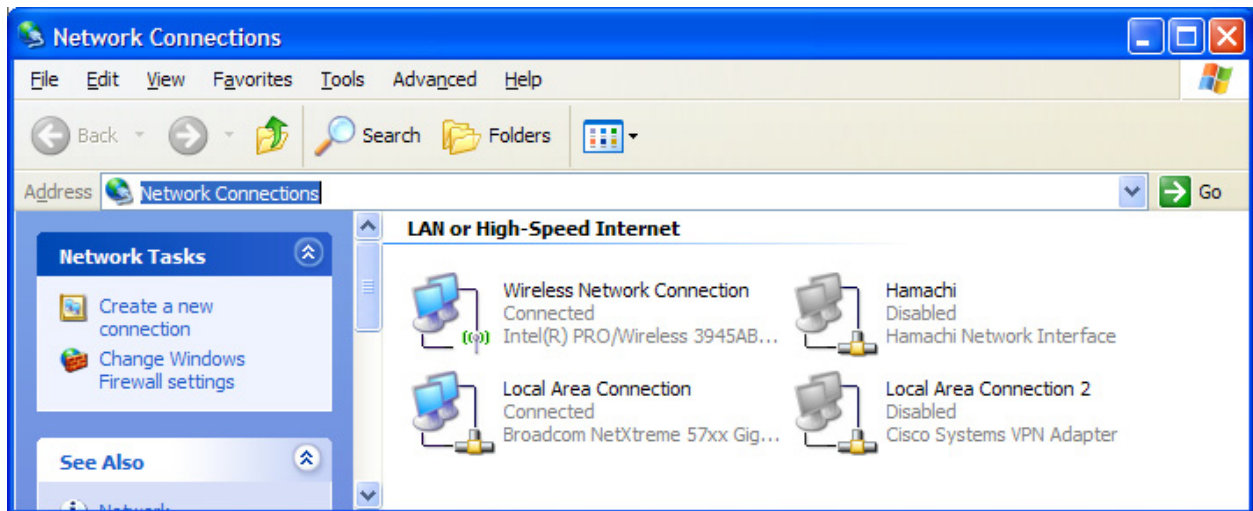 Network Connections
File Edit View Favorites Tools Advanced Help
Back Search Folders
Address Network Connections Go
Network Tasks
Create a new
connection
Change Windows
Firewall settings
See Also
Network
LAN or High-Speed Internet
Wireless Network Connection
Connected
Intel(R) PRO/Wireless 3945AB...
Hamachi
Disabled
Hamachi Network Interface
Local Area Connection
Connected
Broadcom NetXtreme 57xx Gig...
Local Area Connection 2
Disabled
Cisco Systems VPN Adapter